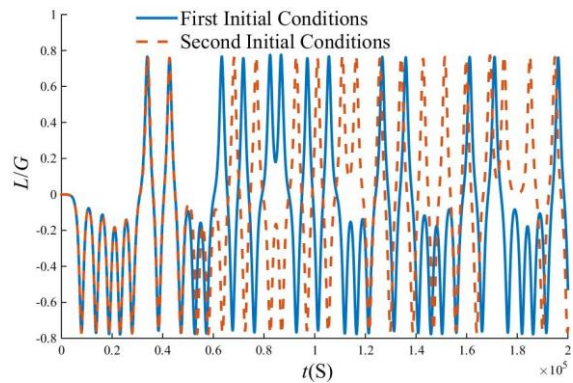 First Initial Conditions
Second Initial Conditions
1
0.8
0.6
0.4
0.2
0
-0.2
-0.4
-0.6
-0.8
L/G
0 0.2 0.4 0.6 0.8 1 1.2 1.4 1.6 1.8 2
×10⁵
t(S)